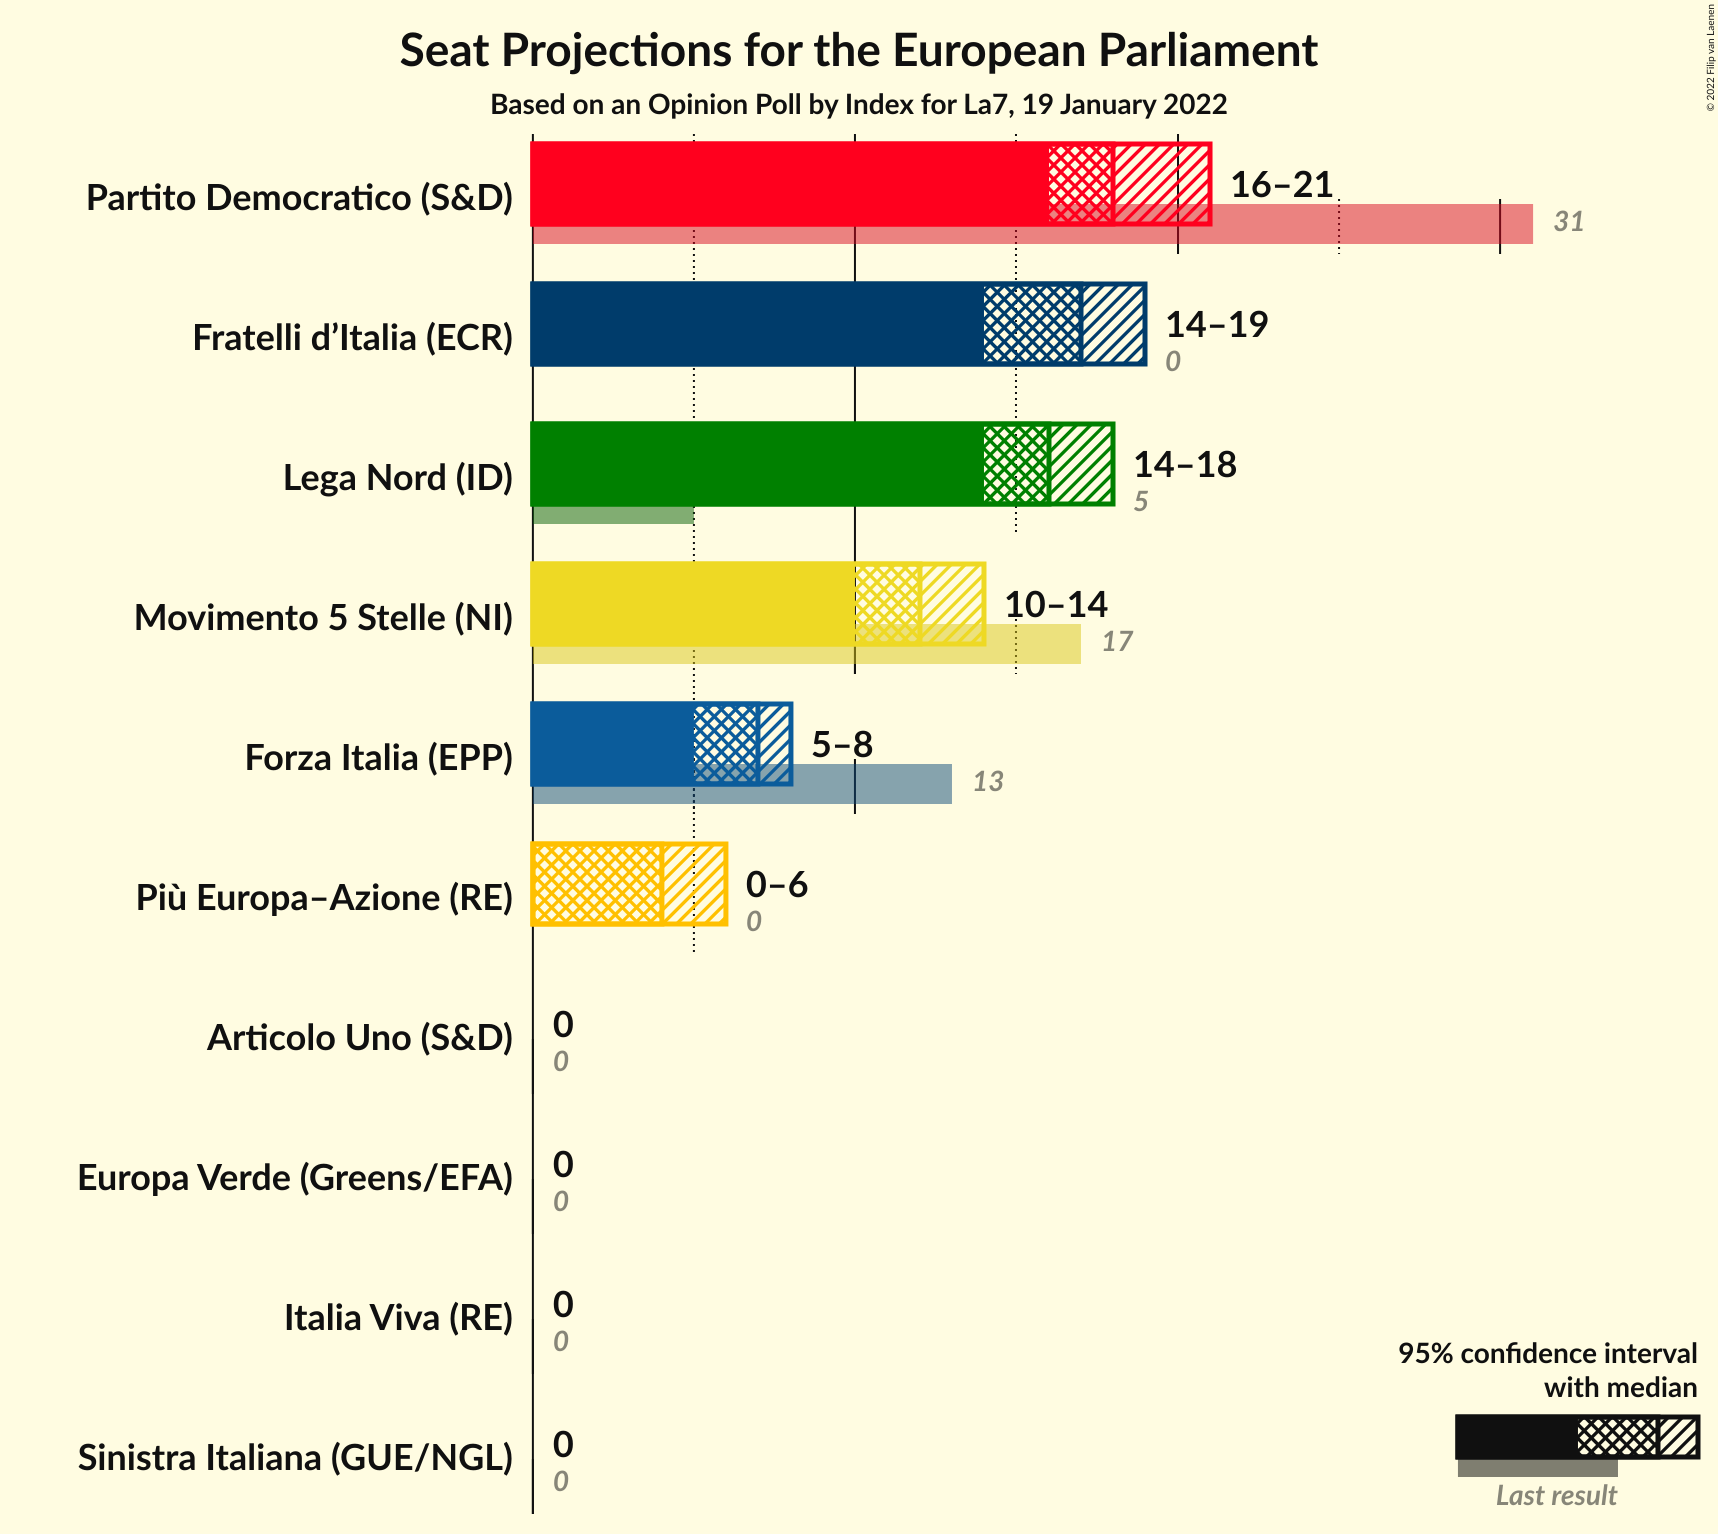 Seat Projections for the European Parliament
Based on an Opinion Poll by Index for La7, 19 January 2022
© 2022 Filip van Laenen
Partito Democratico (S&D)
16–21
31
Fratelli d’Italia (ECR)
14–19
0
Lega Nord (ID)
14–18
5
Movimento 5 Stelle (NI)
10–14
17
Forza Italia (EPP)
5–8
13
Più Europa–Azione (RE)
0–6
0
Articolo Uno (S&D)
0
0
Europa Verde (Greens/EFA)
0
0
Italia Viva (RE)
0
0
Sinistra Italiana (GUE/NGL)
0
0
95% confidence interval
with median
Last result